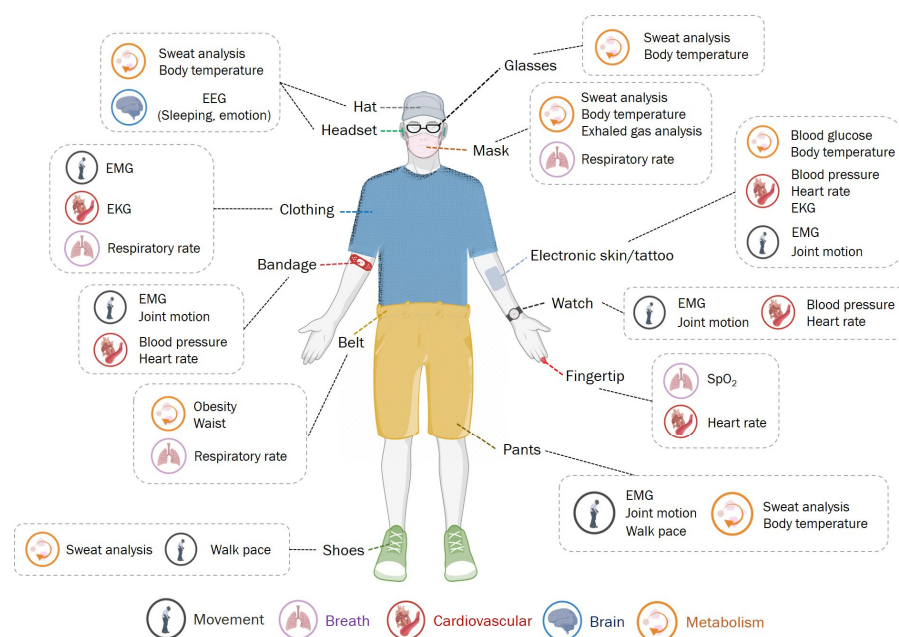 Sweat analysis
Body temperature
EEG
(Sleeping, emotion)
Hat
Headset
Glasses
Sweat analysis
Body temperature
Mask
Sweat analysis
Body temperature
Exhaled gas analysis
Respiratory rate
EMG
EKG
Respiratory rate
Clothing
Blood glucose
Body temperature
Blood pressure
Heart rate
EKG
EMG
Joint motion
Electronic skin/tattoo
Bandage
EMG
Joint motion
Blood pressure
Heart rate
Watch
EMG
Joint motion
Blood pressure
Heart rate
Belt
Obesity
Waist
Respiratory rate
Fingertip
SpO₂
Heart rate
Pants
EMG
Joint motion
Walk pace
Sweat analysis
Body temperature
Sweat analysis
Walk pace
Shoes
Movement
Breath
Cardiovascular
Brain
Metabolism